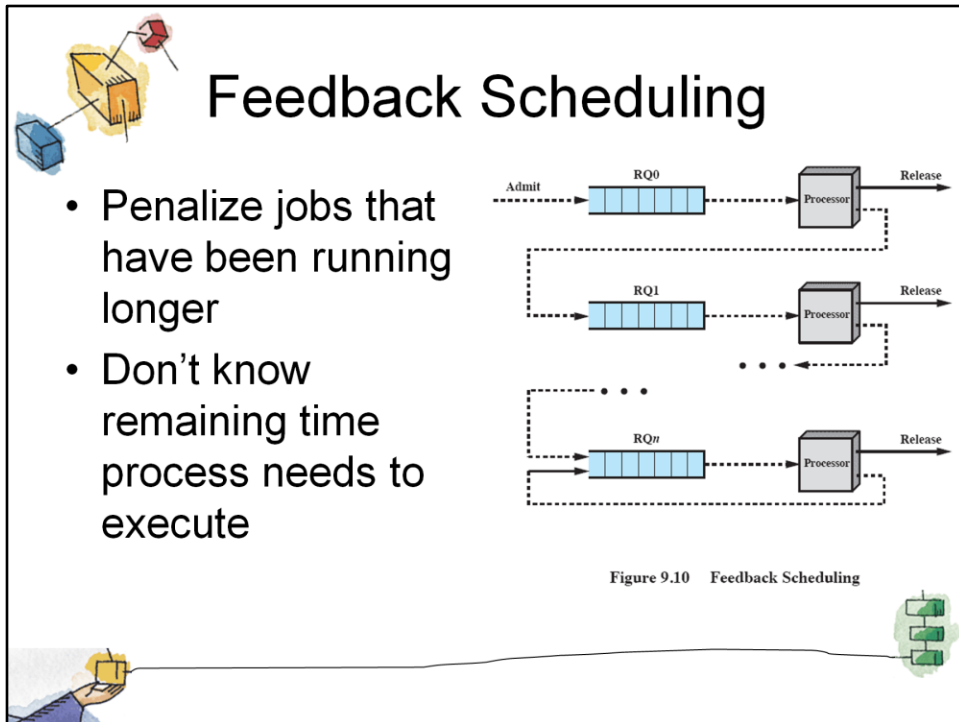 Feedback Scheduling
• Penalize jobs that
have been running
longer
• Don’t know
remaining time
process needs to
execute
Admit
RQ0
Processor
Release
RQ1
Processor
Release
RQn
Processor
Release
Figure 9.10 Feedback Scheduling